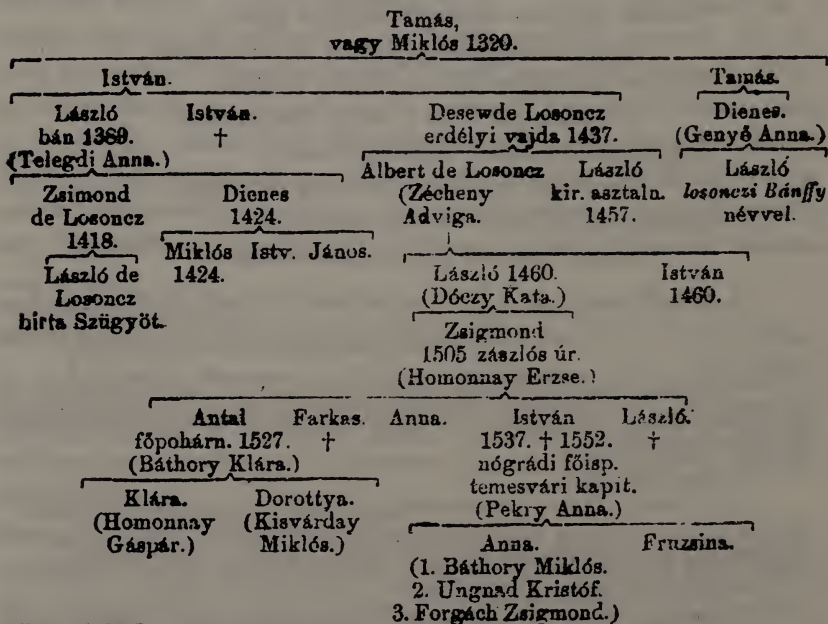 Tamás,
vagy Miklós 1320.
István. Tamás.
László István. Desewde Losoncz Dienes.
bán 1369. † erdélyi vajda 1437. (Genyő Anna.)
(Telegdi Anna.)
Albert de Losoncz László László
Zsimond Dienes (Zécheny kir. asztaln. losonczi Bánffy
de Losoncz 1424. Adviga. 1457. névvel.
1418. Miklós Istv. János.
László de 1424. László 1460. István
Losoncz (Dóczy Kata.) 1460.
birta Szügyöt.
Zsigmond
1505 zászlós úr.
(Homonnay Erzse.)
Antal Farkas. Anna. István László.
főpohárn. 1527. † 1537. † 1552. †
(Báthory Klára.) nógrádi főisp.
temesvári kapit.
Klára. Dorottya. (Pekry Anna.)
(Homonnay (Kisvárday
Gáspár.) Miklós.) Anna. Fruzsina.
(1. Báthory Miklós.
2. Ungnad Kristóf.
3. Forgách Zsigmond.)